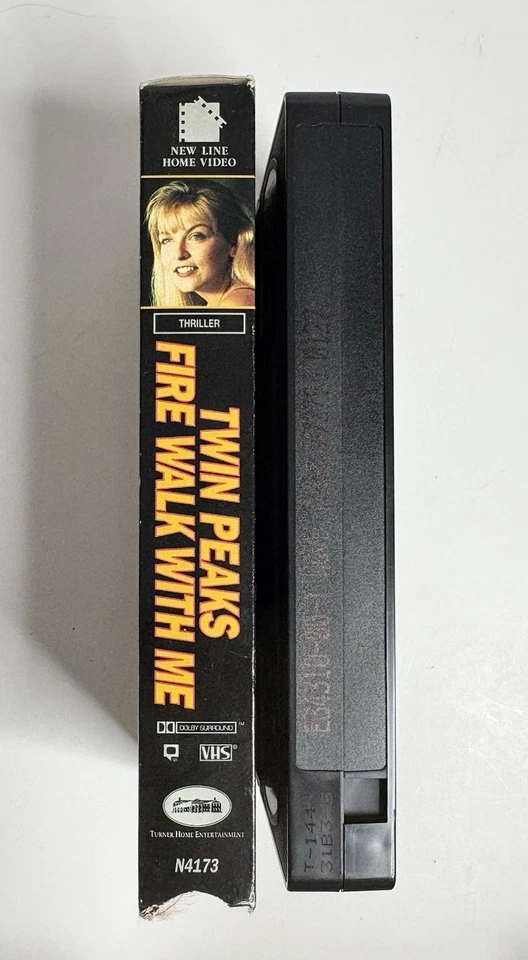 NEW LINE
HOME VIDEO
THRILLER
TWIN PEAKS
FIRE WALK WITH ME
DOLBY SURROUND ™
VHS®
TURNER HOME ENTERTAINMENT
N4173
T-144